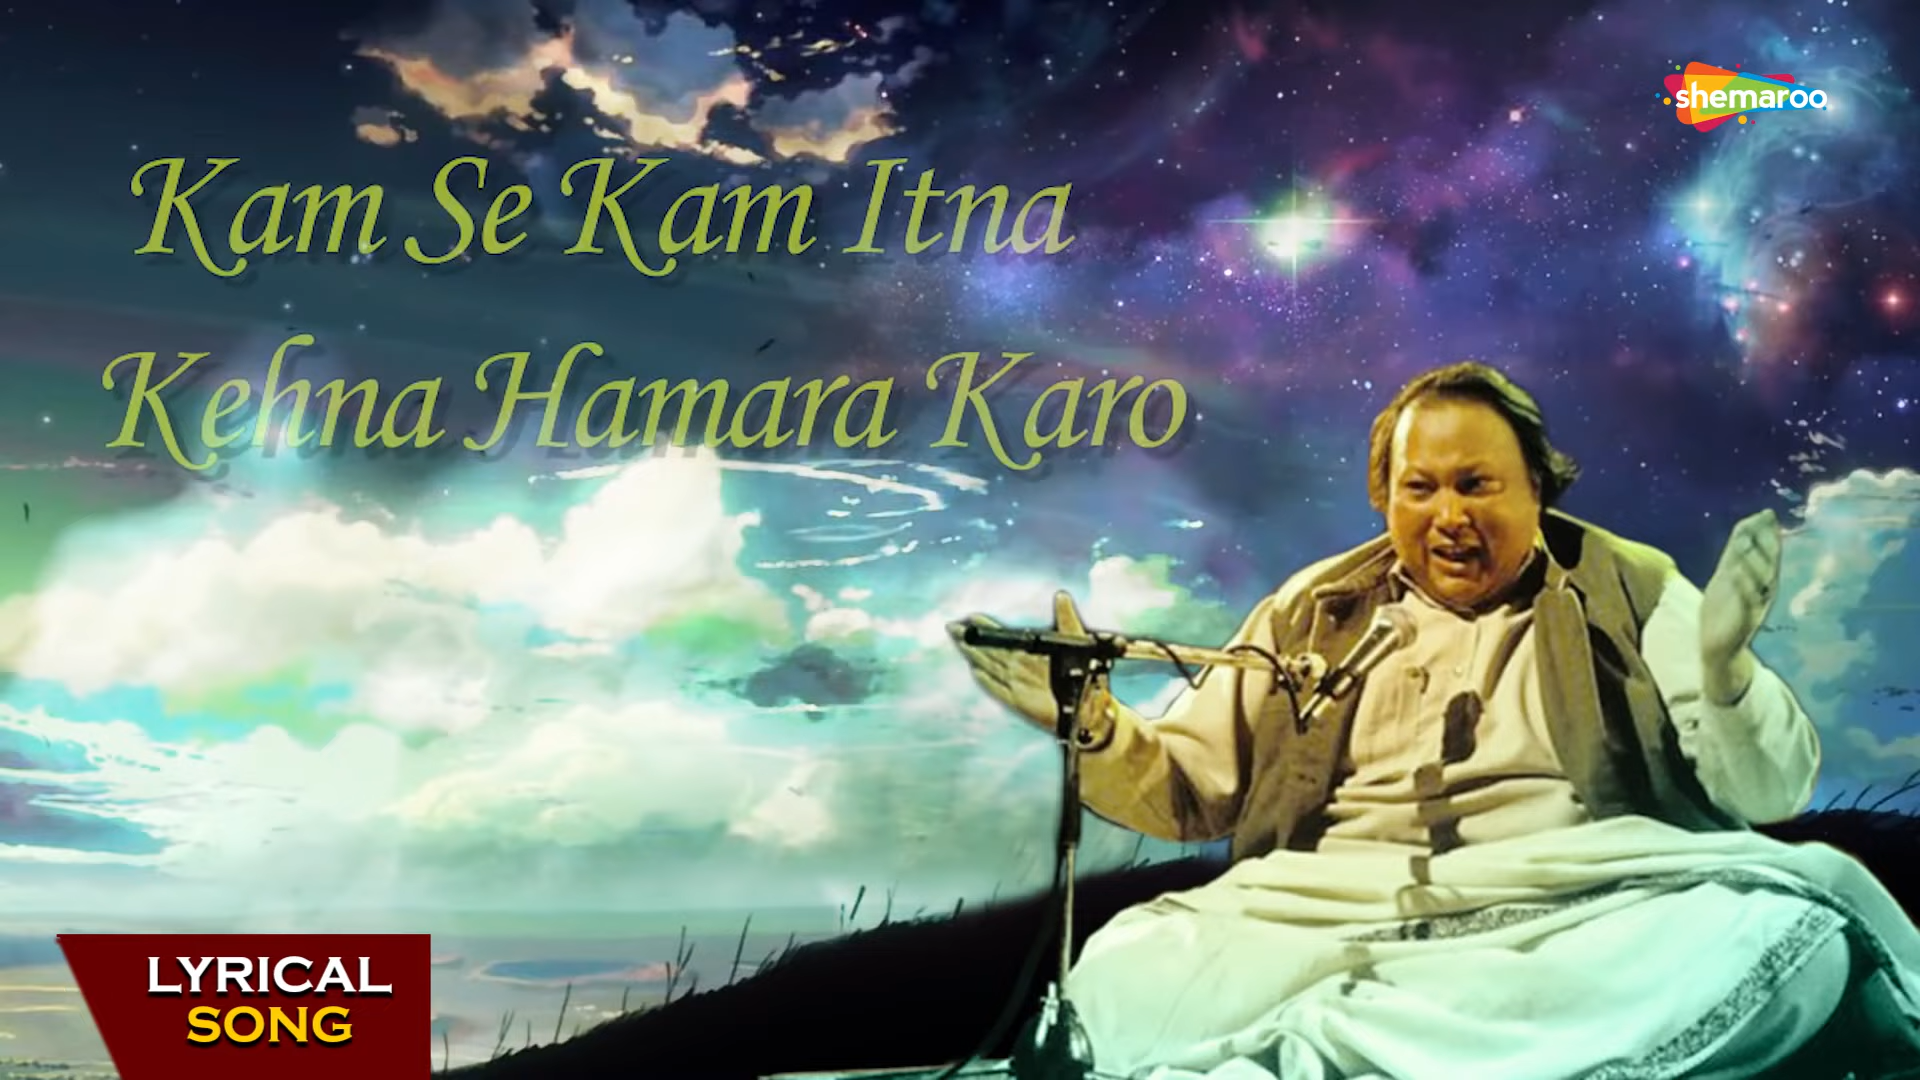 shemaroo
Kam Se Kam Itna
Kehna Hamara Karo
LYRICAL
SONG